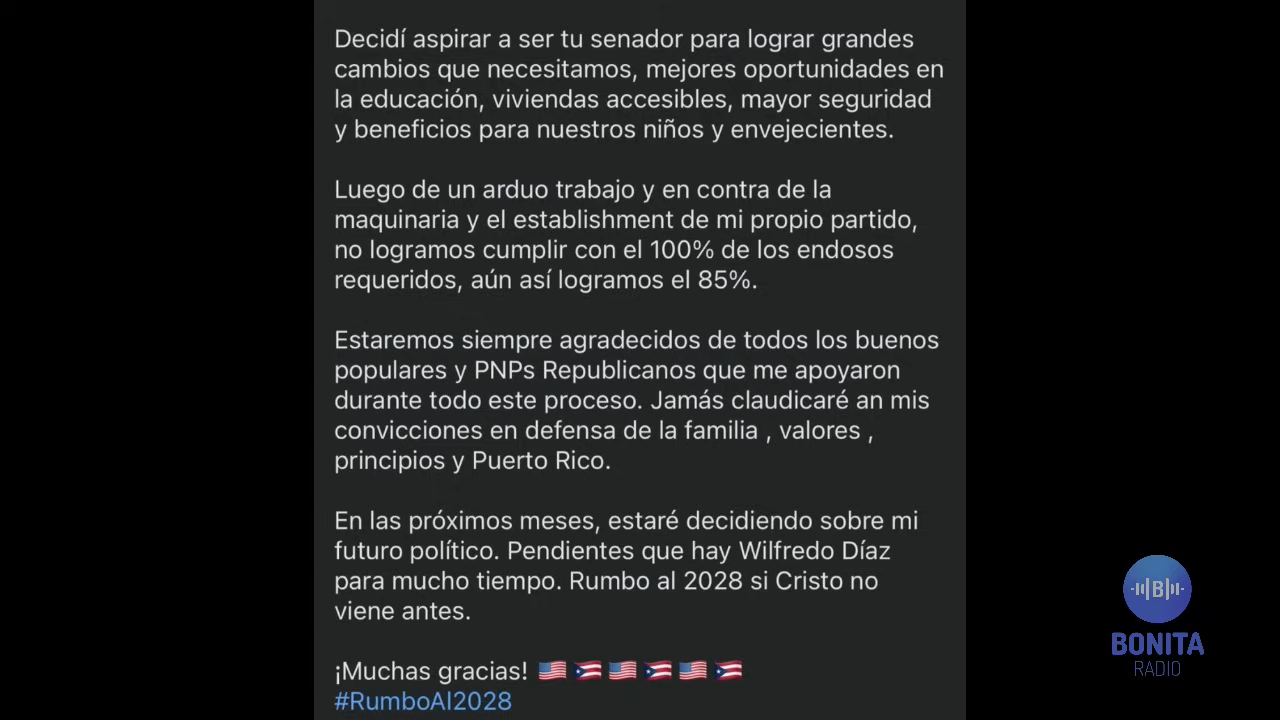 Decidí aspirar a ser tu senador para lograr grandes
cambios que necesitamos, mejores oportunidades en
la educación, viviendas accesibles, mayor seguridad
y beneficios para nuestros niños y envejecientes.
Luego de un arduo trabajo y en contra de la
maquinaria y el establishment de mi propio partido,
no logramos cumplir con el 100% de los endosos
requeridos, aún así logramos el 85%.
Estaremos siempre agradecidos de todos los buenos
populares y PNPs Republicanos que me apoyaron
durante todo este proceso. Jamás claudicaré an mis
convicciones en defensa de la familia , valores ,
principios y Puerto Rico.
En las próximos meses, estaré decidiendo sobre mi
futuro político. Pendientes que hay Wilfredo Díaz
para mucho tiempo. Rumbo al 2028 si Cristo no
viene antes.
¡Muchas gracias! 🇺🇸🇵🇷🇺🇸🇵🇷🇺🇸🇵🇷
#RumboAl2028
B
BONITA
RADIO